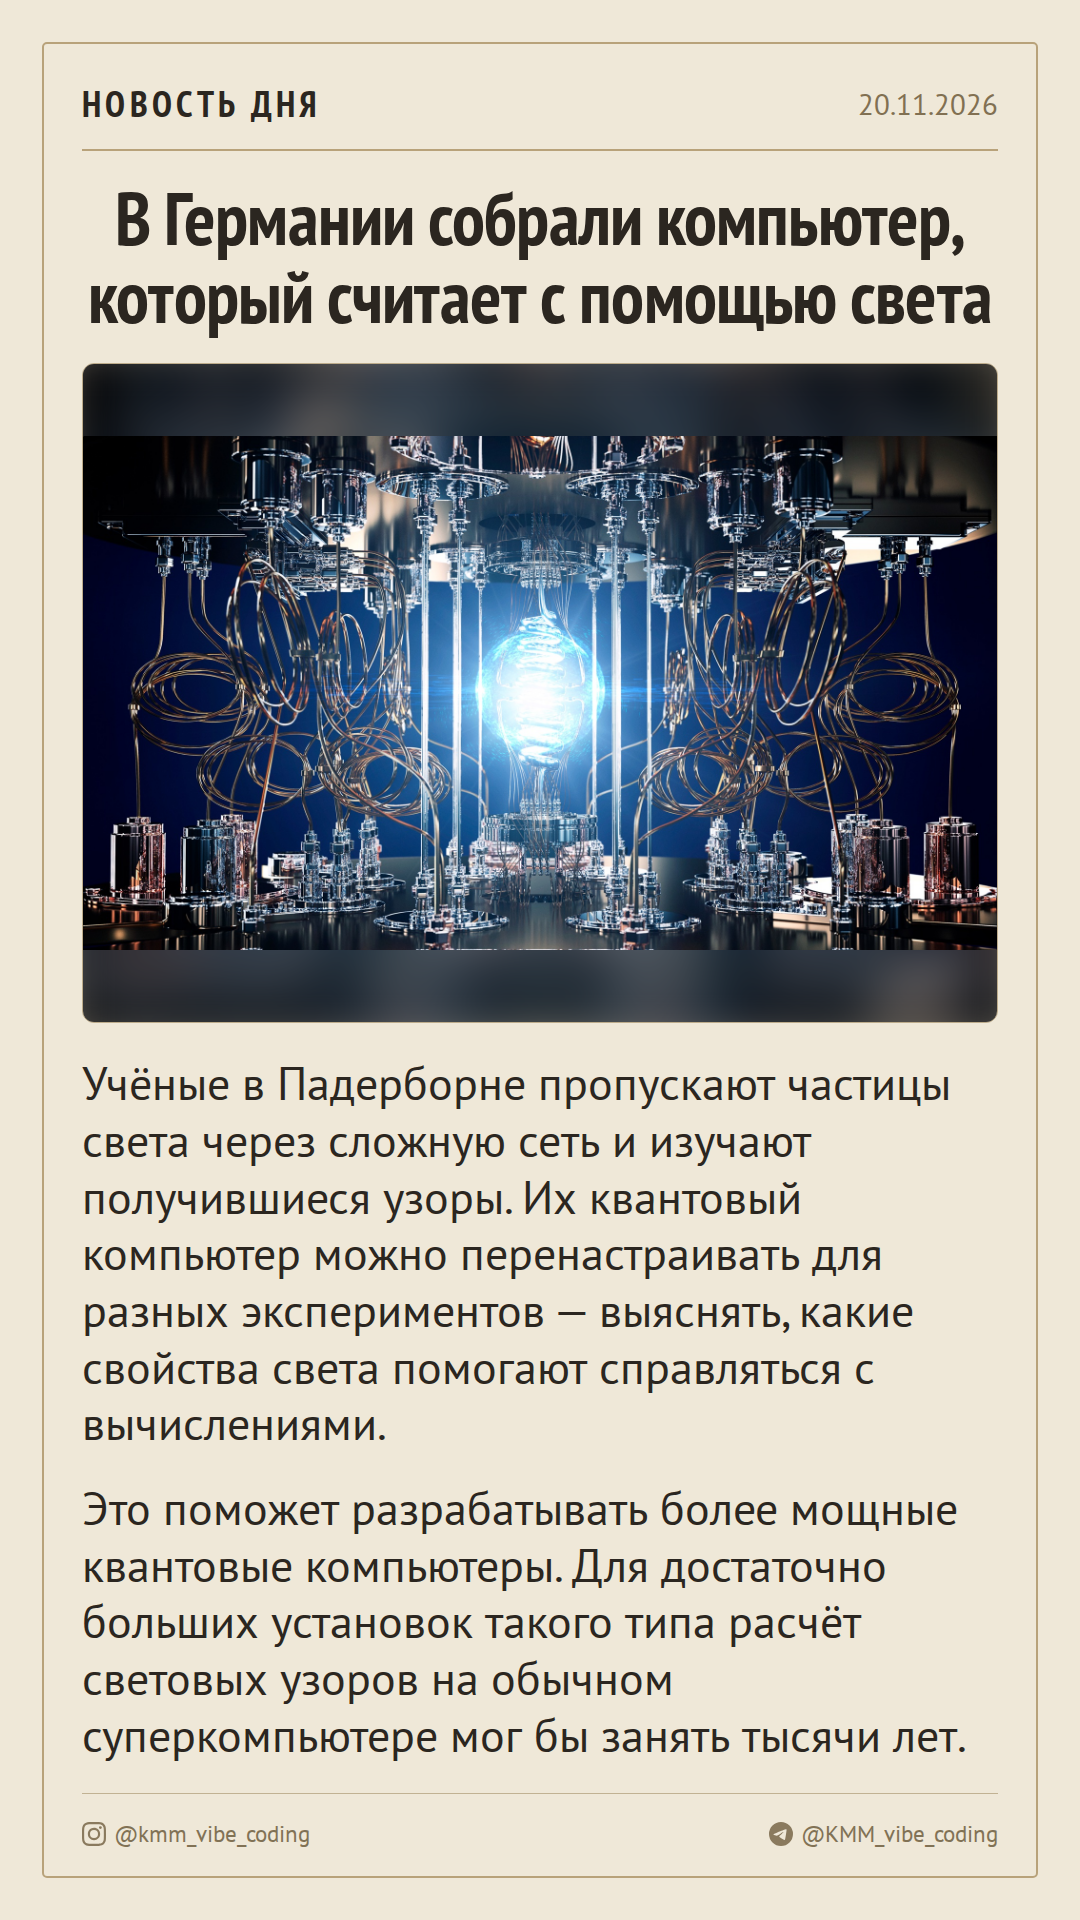 НОВОСТЬ ДНЯ
20.11.2026
В Германии собрали компьютер,
который считает с помощью света
Учёные в Падерборне пропускают частицы
света через сложную сеть и изучают
получившиеся узоры. Их квантовый
компьютер можно перенастраивать для
разных экспериментов — выяснять, какие
свойства света помогают справляться с
вычислениями.
Это поможет разрабатывать более мощные
квантовые компьютеры. Для достаточно
больших установок такого типа расчёт
световых узоров на обычном
суперкомпьютере мог бы занять тысячи лет.
@kmm_vibe_coding
@KMM_vibe_coding